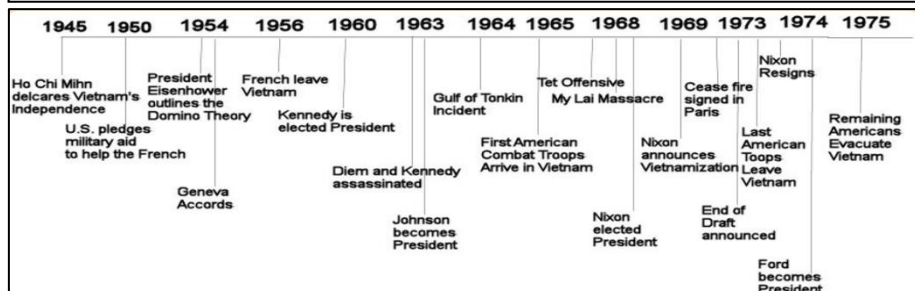 1945 1950 1954 1956 1960 1963 1964 1965 1968 1969 1973 1974 1975
Ho Chi Mihn
delcares Vietnam's
Independence
U.S. pledges
military aid
to help the French
President
Eisenhower
outlines the
Domino Theory
Geneva
Accords
French leave
Vietnam
Kennedy is
elected President
Diem and Kennedy
assassinated
Johnson
becomes
President
Gulf of Tonkin
Incident
First American
Combat Troops
Arrive in Vietnam
Tet Offensive
My Lai Massacre
Nixon
elected
President
Nixon
announces
Vietnamization
Cease fire
signed in
Paris
End of
Draft
announced
Last
American
Toops
Leave
Vietnam
Nixon
Resigns
Ford
becomes
President
Remaining
Americans
Evacuate
Vietnam